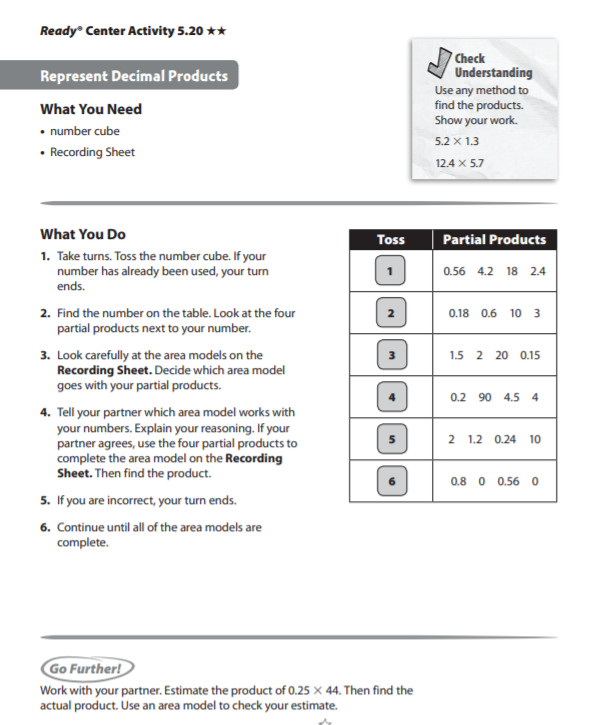 Ready® Center Activity 5.20 ★★
Represent Decimal Products
What You Need
• number cube
• Recording Sheet
Check
Understanding
Use any method to
find the products.
Show your work.
5.2 × 1.3
12.4 × 5.7
What You Do
1. Take turns. Toss the number cube. If your
number has already been used, your turn
ends.
2. Find the number on the table. Look at the four
partial products next to your number.
3. Look carefully at the area models on the
Recording Sheet. Decide which area model
goes with your partial products.
4. Tell your partner which area model works with
your numbers. Explain your reasoning. If your
partner agrees, use the four partial products to
complete the area model on the Recording
Sheet. Then find the product.
5. If you are incorrect, your turn ends.
6. Continue until all of the area models are
complete.
Toss Partial Products
1 0.56 4.2 18 2.4
2 0.18 0.6 10 3
3 1.5 2 20 0.15
4 0.2 90 4.5 4
5 2 1.2 0.24 10
6 0.8 0 0.56 0
Go Further!
Work with your partner. Estimate the product of 0.25 × 44. Then find the
actual product. Use an area model to check your estimate.